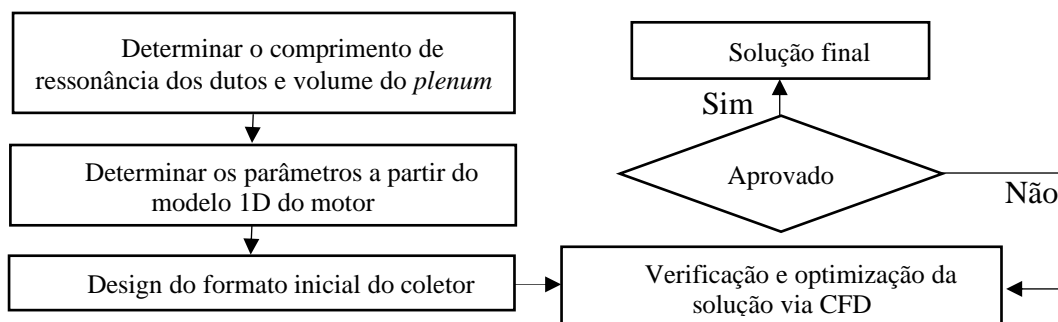 Determinar o comprimento de
ressonância dos dutos e volume do plenum
Determinar os parâmetros a partir do
modelo 1D do motor
Design do formato inicial do coletor
Solução final
Sim
Aprovado
Não
Verificação e optimização da
solução via CFD